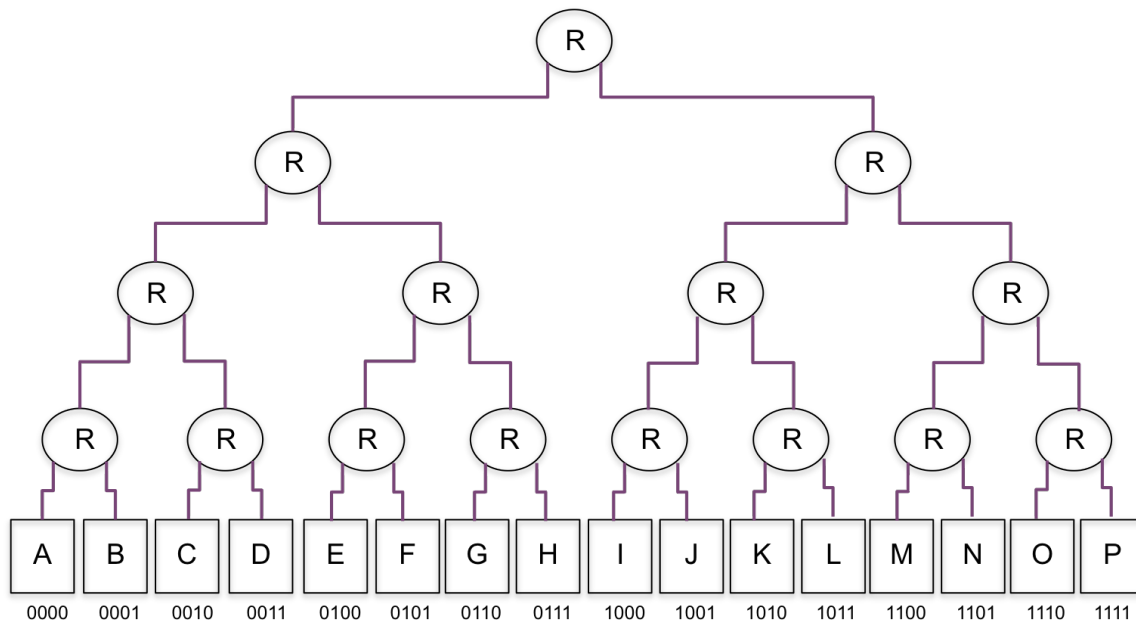 R
R R
R R R R
R R R R R R R R
A B C D E F G H I J K L M N O P
0000 0001 0010 0011 0100 0101 0110 0111 1000 1001 1010 1011 1100 1101 1110 1111